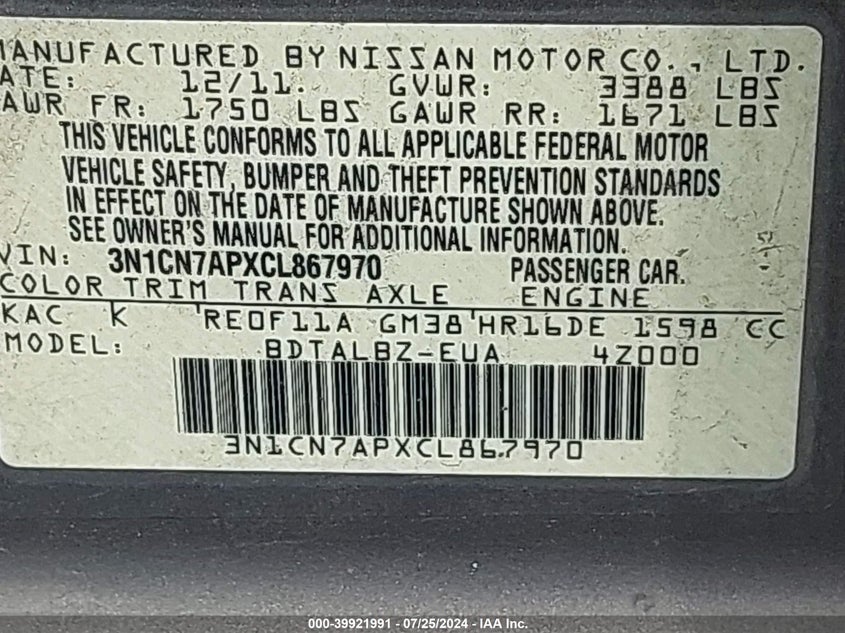 MANUFACTURED BY NISSAN MOTOR CO., LTD.
DATE: 12/11. GVWR: 3388 LBS
GAWR FR: 1750 LBS GAWR RR: 1671 LBS
THIS VEHICLE CONFORMS TO ALL APPLICABLE FEDERAL MOTOR
VEHICLE SAFETY, BUMPER AND THEFT PREVENTION STANDARDS
IN EFFECT ON THE DATE OF MANUFACTURE SHOWN ABOVE.
SEE OWNER'S MANUAL FOR ADDITIONAL INFORMATION.
VIN: 3N1CN7APXCL867970 PASSENGER CAR.
COLOR TRIM TRANS AXLE ENGINE
KAC K RE0F11A GM38 HR16DE 1598 CC
MODEL: BDTALBZ-EUA 4Z000
3N1CN7APXCL867970
000-39921991 - 07/25/2024 - IAA Inc.